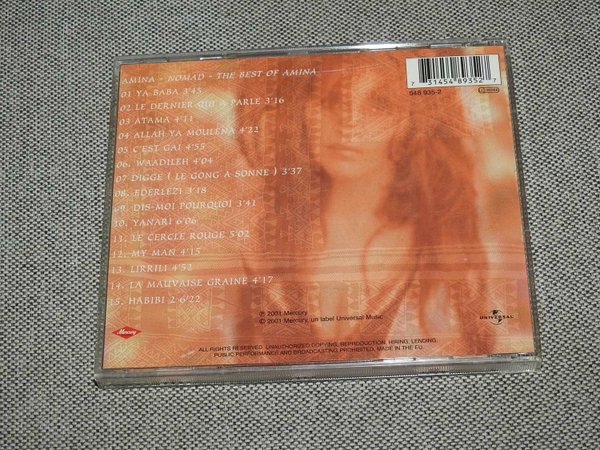 AMINA - NOMAD - THE BEST OF AMINA
01 YA BABA 3'45
02 LE DERNIER QUI A PARLE 3'16
03 ATAMA 4'11
04 ALLAH YA MOULENA 4'22
05 C'EST GAI 4'55
06. WAADILEH 4'04
07 DIGGE ( LE GONG A SONNE ) 3'37
08. EDERLEZI 3'18
09. DIS-MOI POURQUOI 3'41
10. YANARI 6'06
11. LE CERCLE ROUGE 5'02
12. MY MAN 4'15
13. LIRRILI 4'52
14. LA MAUVAISE GRAINE 4'17
15. HABIBI 2'6'22
7 31454 89352 7
548 935-2
Mercury
℗ 2001 Mercury
© 2001 Mercury, un label Universal Music
UNIVERSAL
ALL RIGHTS RESERVED. UNAUTHORIZED COPYING, REPRODUCTION, HIRING, LENDING,
PUBLIC PERFORMANCE AND BROADCASTING PROHIBITED. MADE IN THE EU.